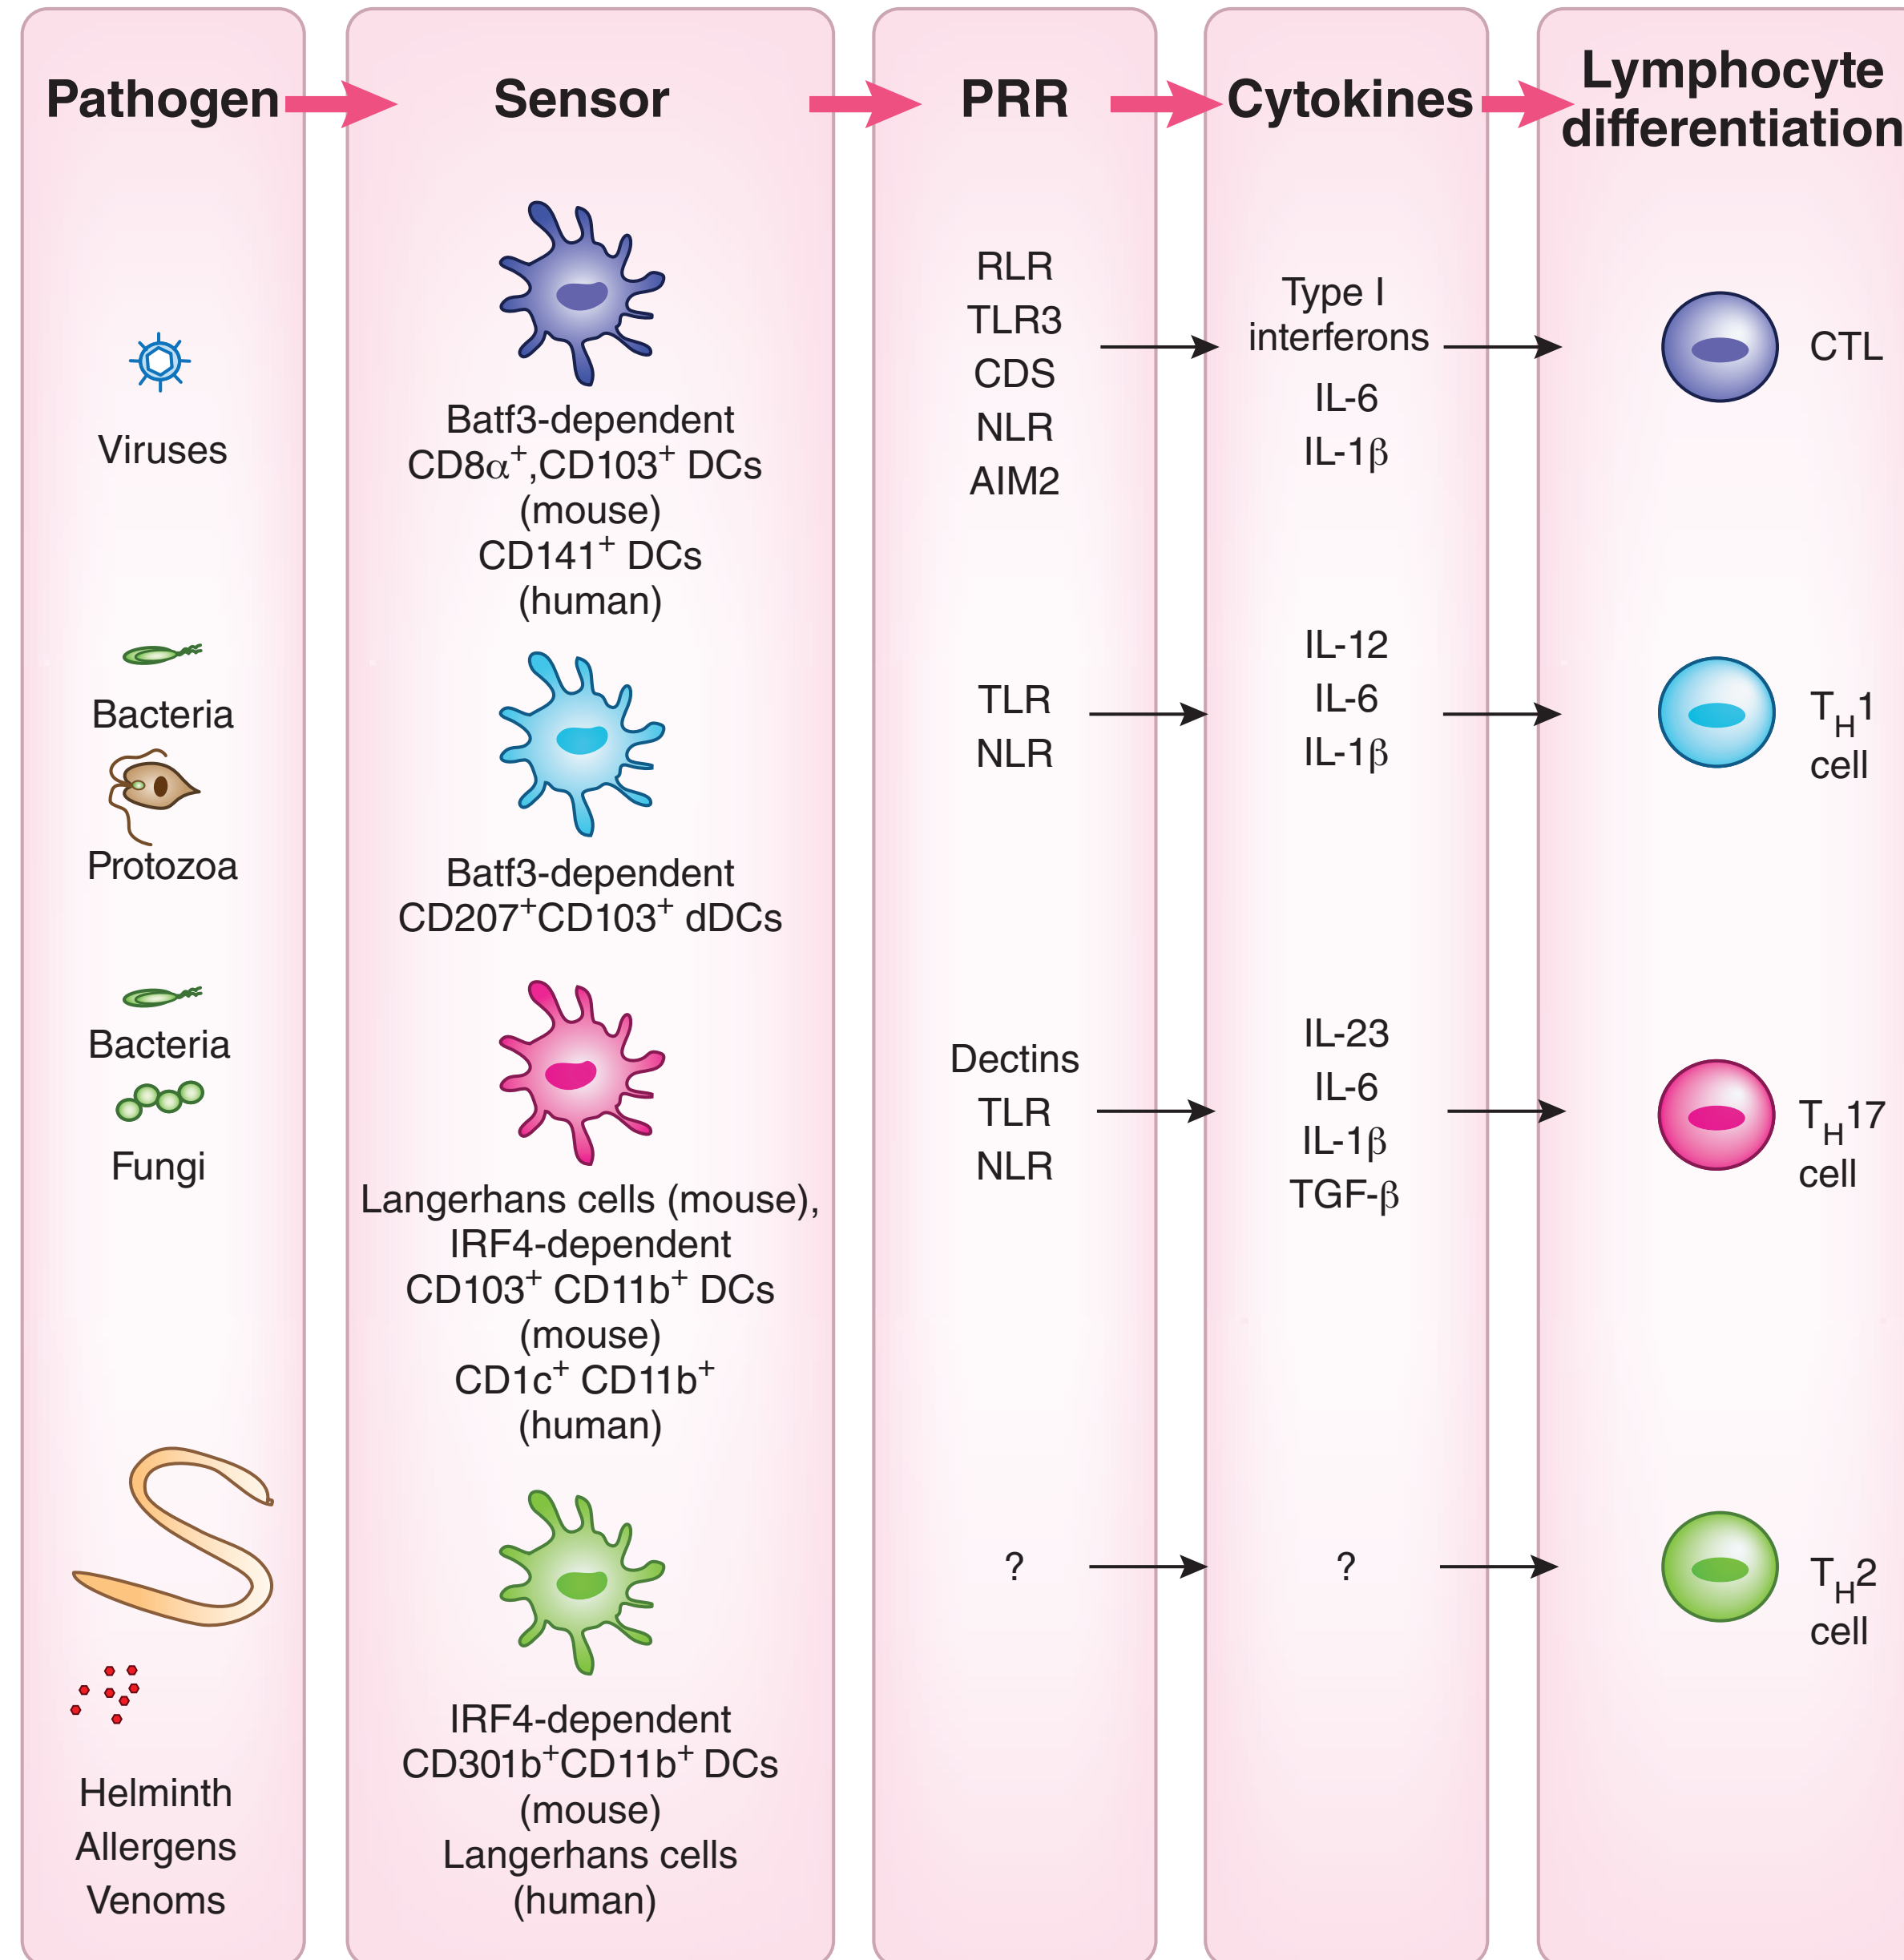 Pathogen
Sensor
PRR
Cytokines
Lymphocyte
differentiation
Viruses
Batf3-dependent
CD8α⁺,CD103⁺ DCs
(mouse)
CD141⁺ DCs
(human)
RLR
TLR3
CDS
NLR
AIM2
Type I
interferons
IL-6
IL-1β
CTL
Bacteria
Protozoa
Batf3-dependent
CD207⁺CD103⁺ dDCs
TLR
NLR
IL-12
IL-6
IL-1β
T_H1
cell
Bacteria
Fungi
Langerhans cells (mouse),
IRF4-dependent
CD103⁺ CD11b⁺ DCs
(mouse)
CD1c⁺ CD11b⁺
(human)
Dectins
TLR
NLR
IL-23
IL-6
IL-1β
TGF-β
T_H17
cell
Helminth
Allergens
Venoms
IRF4-dependent
CD301b⁺CD11b⁺ DCs
(mouse)
Langerhans cells
(human)
?
?
T_H2
cell